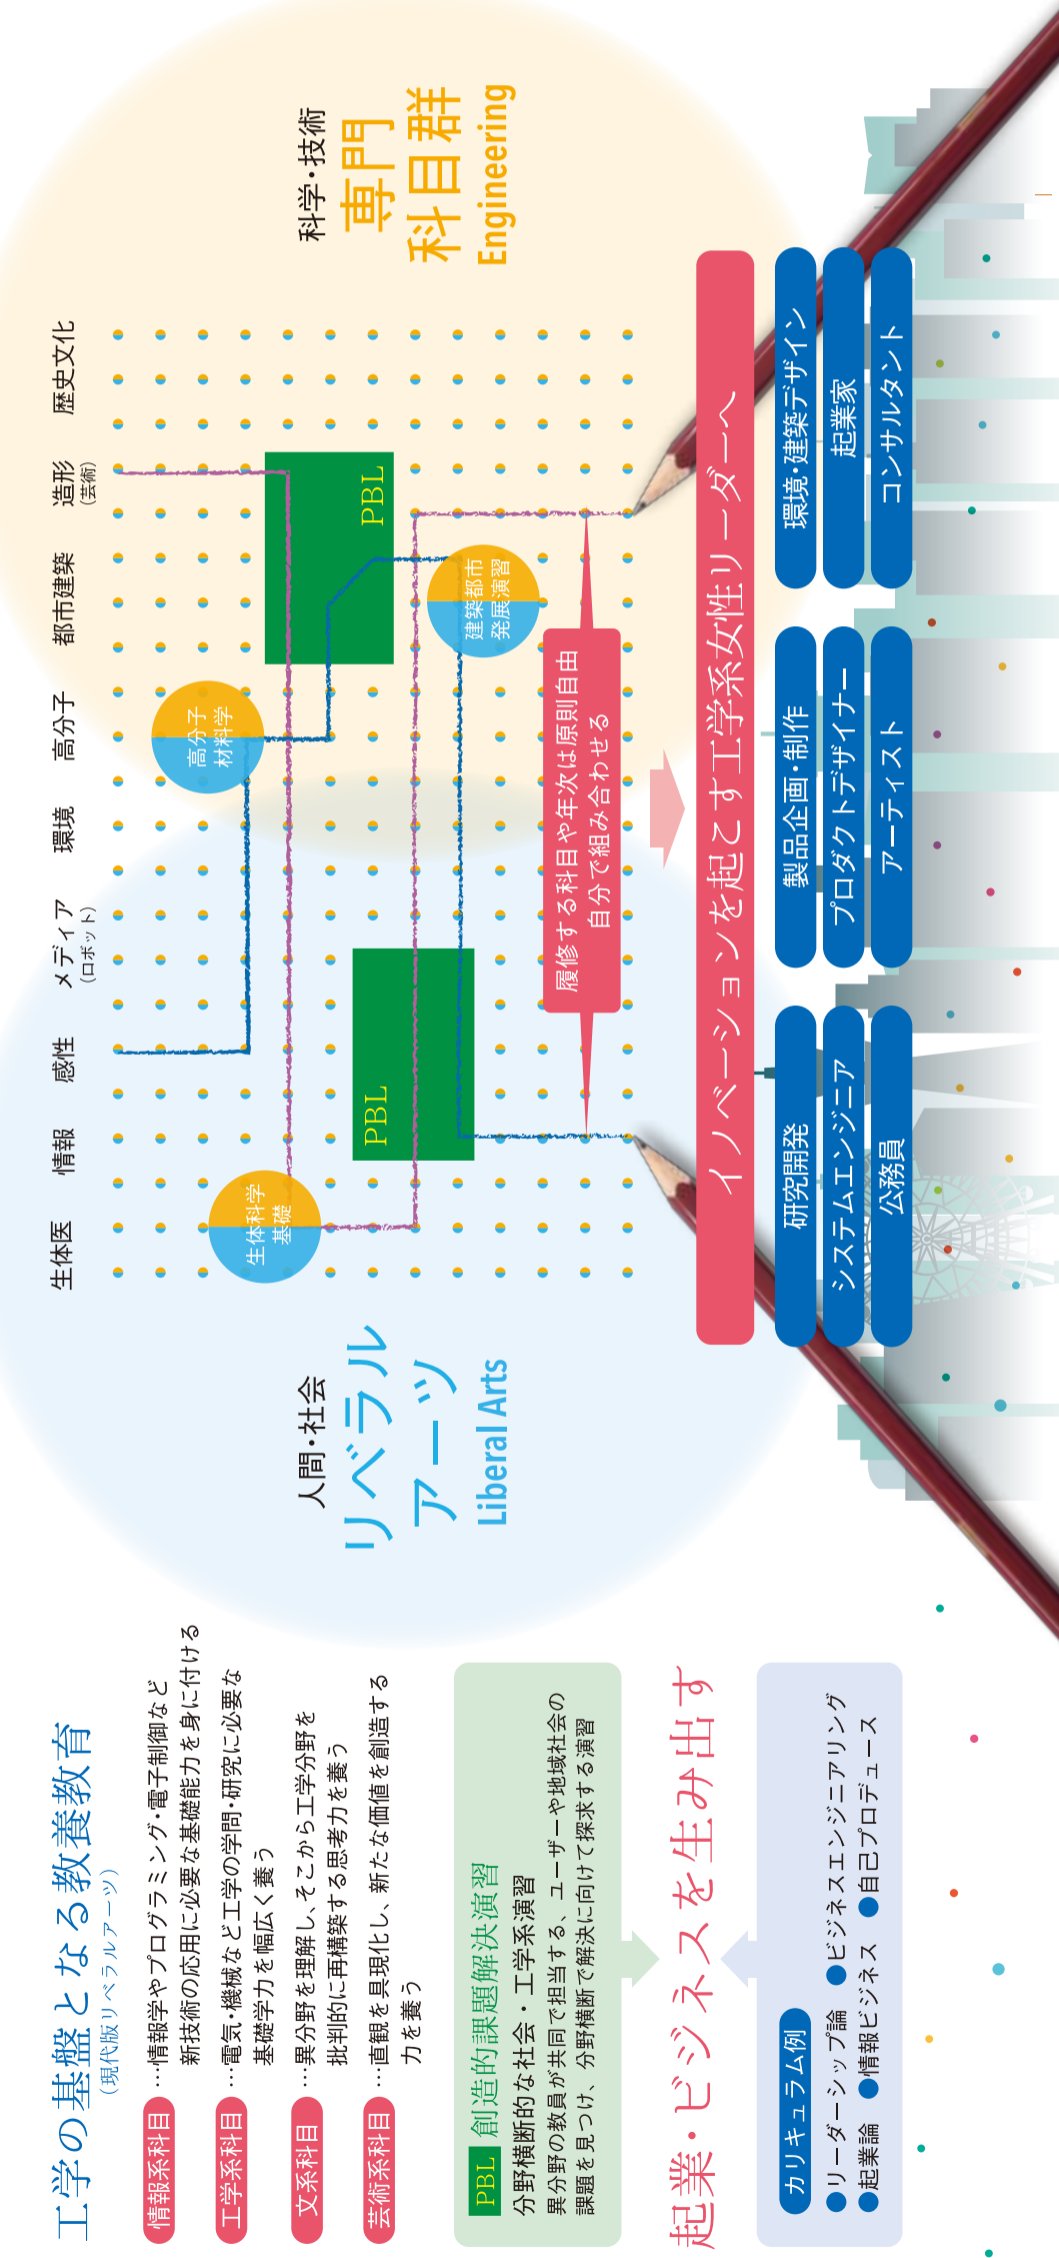 工学の基盤となる教養教育
（現代版リベラルアーツ）
情報系科目…情報学やプログラミング・電子制御など
新技術の応用に必要な基礎能力を身に付ける
工学系科目…電気・機械など工学の学問・研究に必要な
基礎学力を幅広く養う
文系科目…異分野を理解し、そこから工学分野を
批判的に再構築する思考力を養う
芸術系科目…直観を具現化し、新たな価値を創造する
力を養う
PBL 創造的課題解決演習
分野横断的な社会・工学系演習
異分野の教員が共同で担当する、ユーザーや地域社会の
課題を見つけ、分野横断で解決に向けて探求する演習
起業・ビジネスを生み出す
カリキュラム例
●リーダーシップ論 ●ビジネスエンジニアリング
●起業論 ●情報ビジネス ●自己プロデュース
生体医 情報 感性 メディア 環境 高分子 都市建築 造形 歴史文化
（ロボット） （芸術）
人間・社会
リベラル
アーツ
Liberal Arts
科学・技術
専門
科目群
Engineering
生体科学
基礎
高分子
材料学
PBL
PBL
建築都市
発展演習
履修する科目や年次は原則自由
自分で組み合わせる
イノベーションを起こす工学系女性リーダーへ
研究開発
システムエンジニア
公務員
製品企画・制作
プロダクトデザイナー
アーティスト
環境・建築デザイン
起業家
コンサルタント